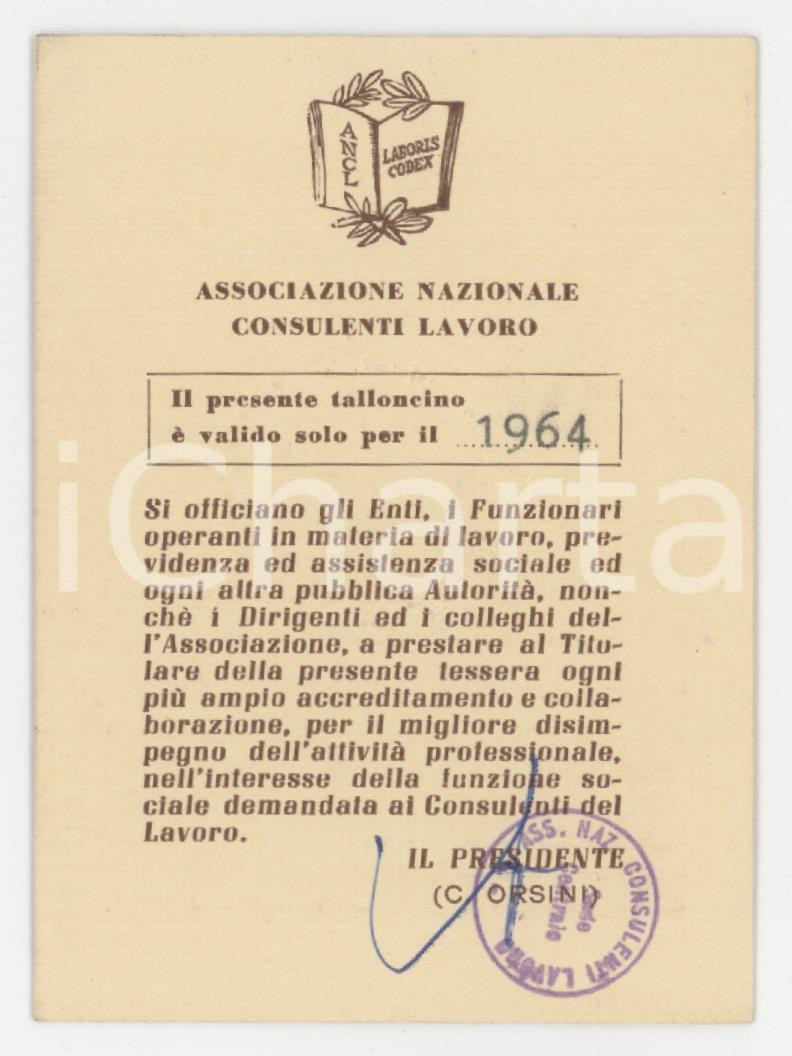 ANCL
LABORIS
CODEX
ASSOCIAZIONE NAZIONALE
CONSULENTI LAVORO
Il presente talloncino
è valido solo per il 1964
iCharta
Si officiano gli Enti, i Funzionari
operanti in materia di lavoro, pre-
videnza ed assistenza sociale ed
ogni altra pubblica Autorità, non-
chè i Dirigenti ed i colleghi del-
l'Associazione, a prestare al Tito-
lare della presente tessera ogni
più ampio accreditamento e colla-
borazione, per il migliore disim-
pegno dell'attività professionale,
nell'interesse della funzione so-
ciale demandata ai Consulenti del
Lavoro.
IL PRESIDENTE
(C. ORSINI)
ASS. NAZ. CONSULENTI LAVORO
Sede
Centrale